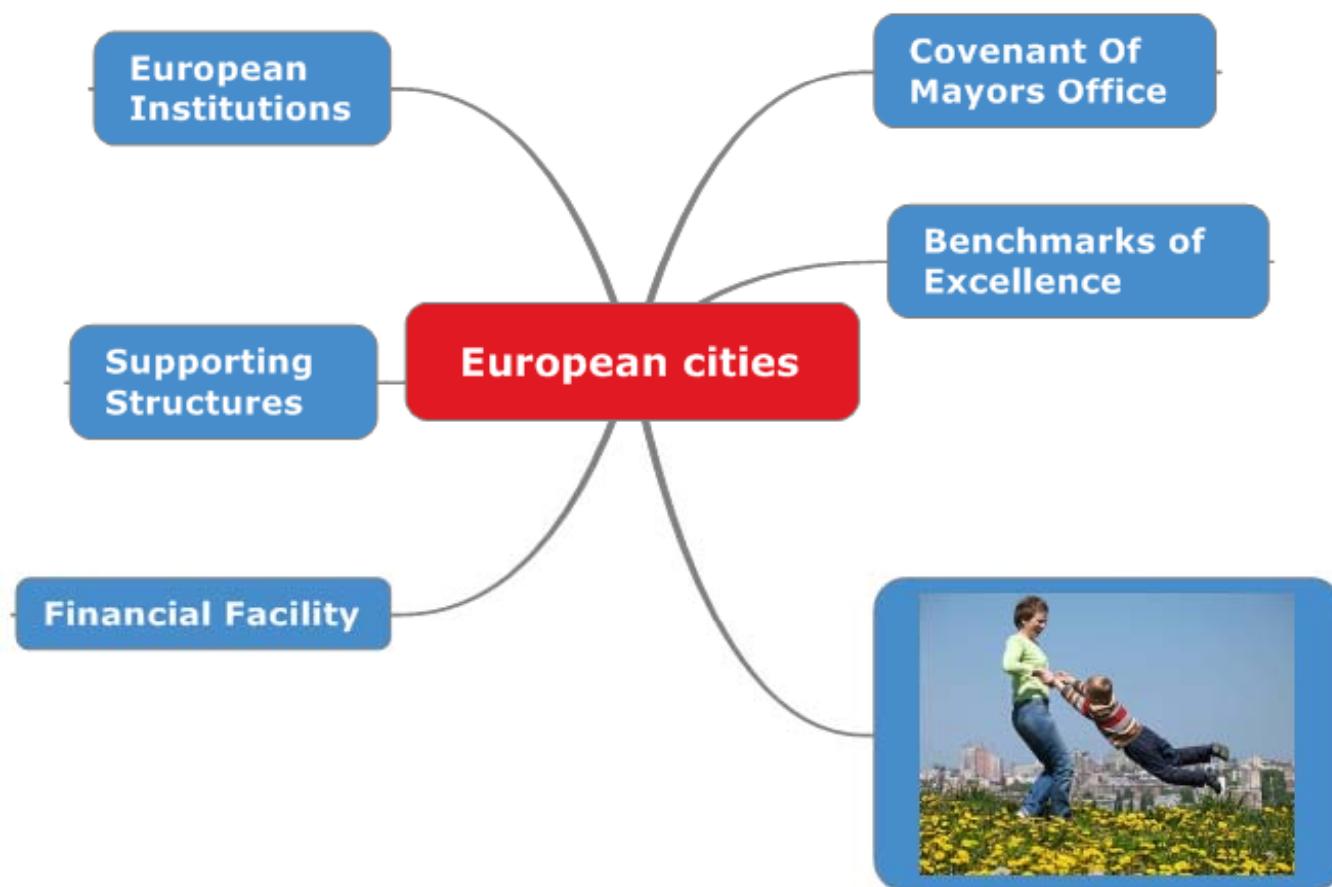 European
Institutions
Covenant Of
Mayors Office
Benchmarks of
Excellence
European cities
Supporting
Structures
Financial Facility